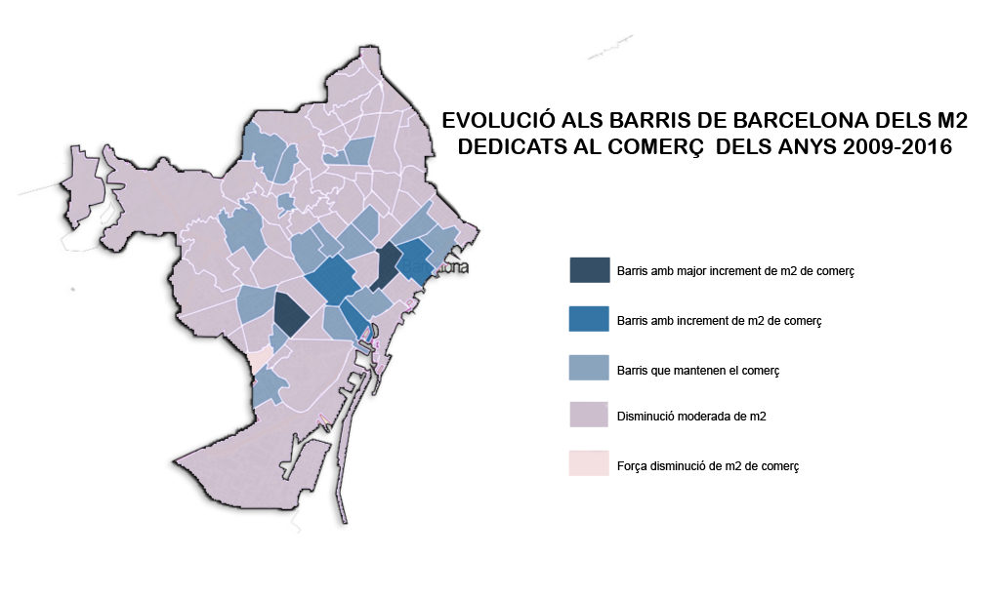 EVOLUCIÓ ALS BARRIS DE BARCELONA DELS M2
DEDICATS AL COMERÇ DELS ANYS 2009-2016
Barcelona
Barris amb major increment de m2 de comerç
Barris amb increment de m2 de comerç
Barris que mantenen el comerç
Disminució moderada de m2
Força disminució de m2 de comerç